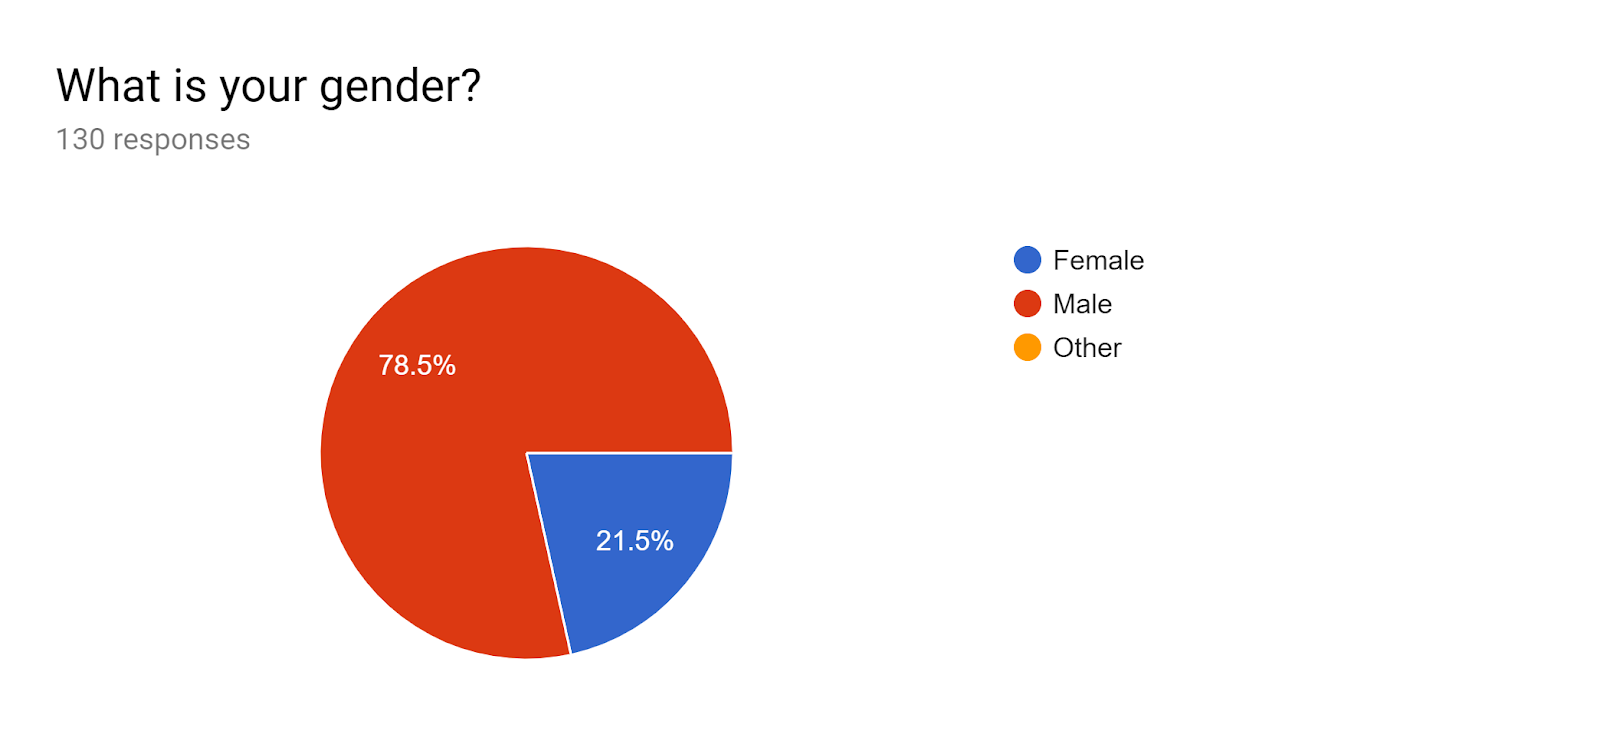 What is your gender?
130 responses
78.5%
21.5%
Female
Male
Other